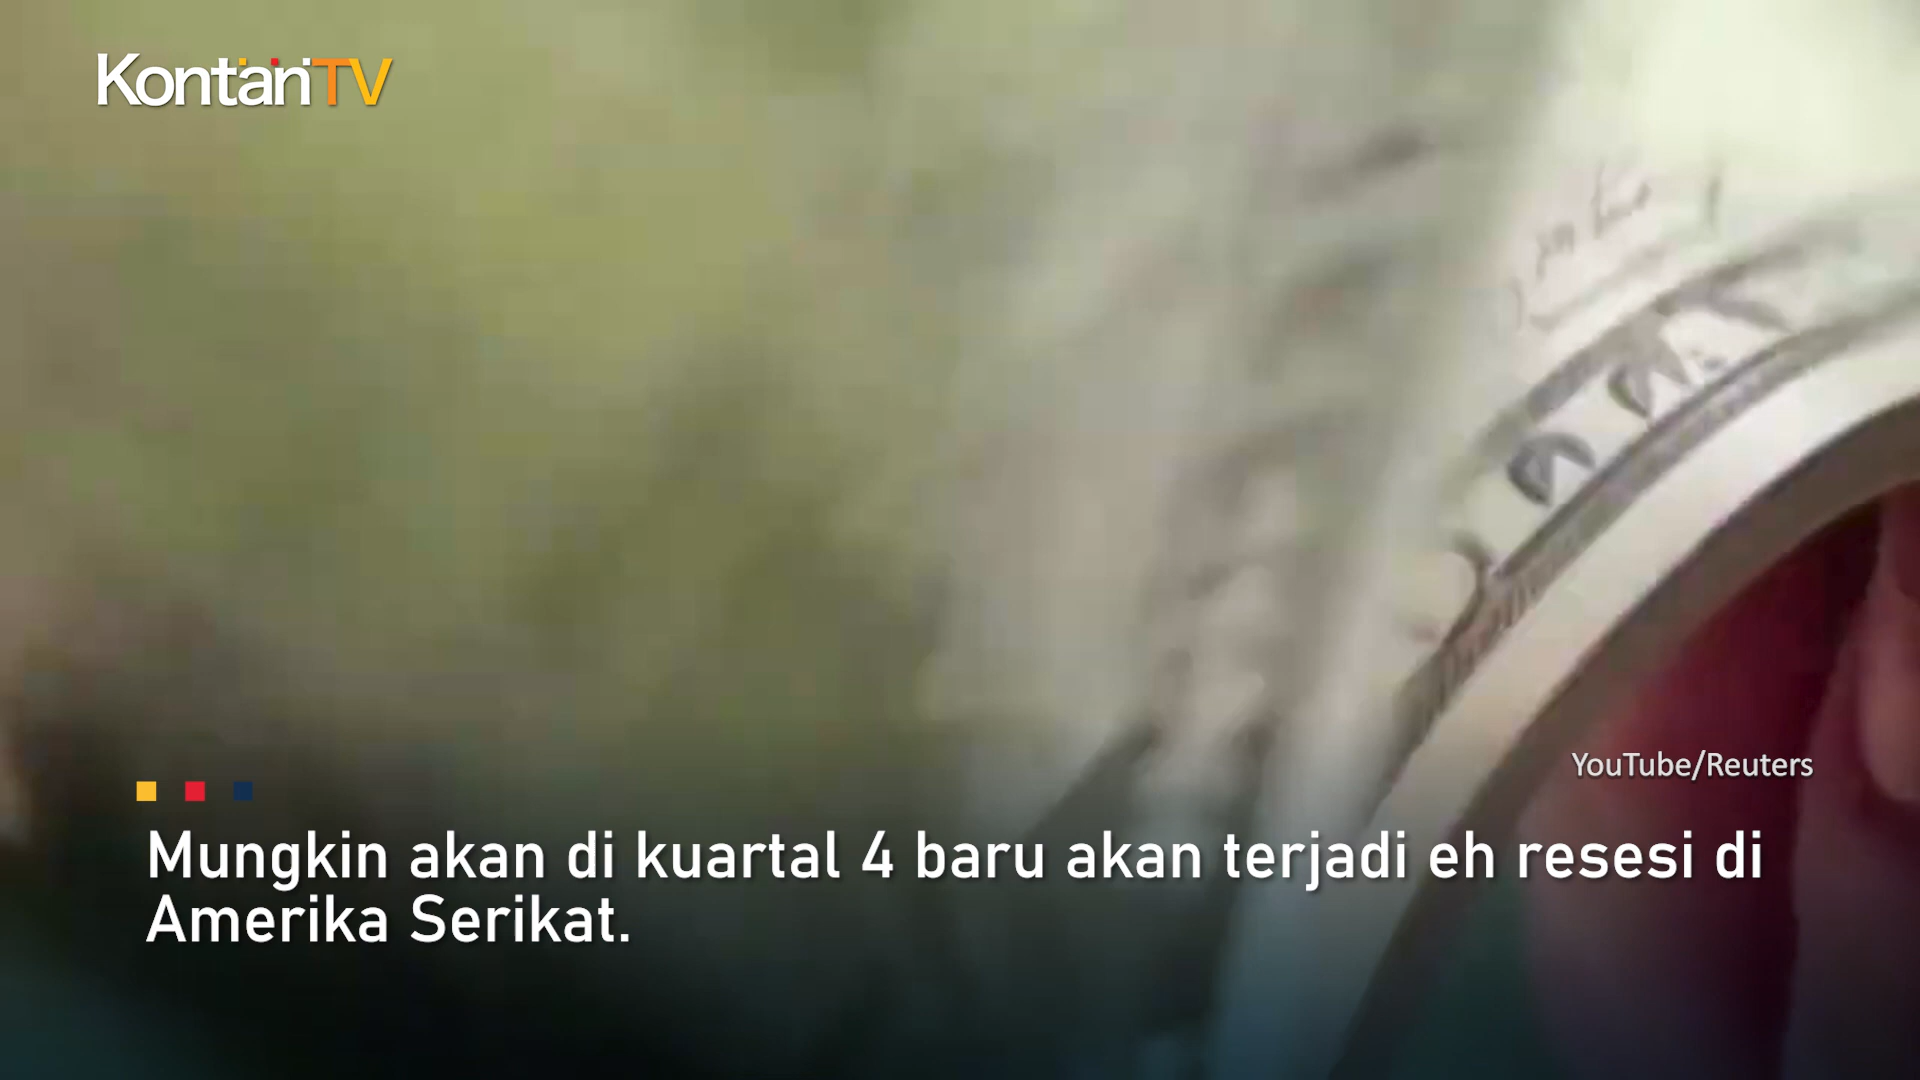 KontanTV
YouTube/Reuters
Mungkin akan di kuartal 4 baru akan terjadi eh resesi di
Amerika Serikat.